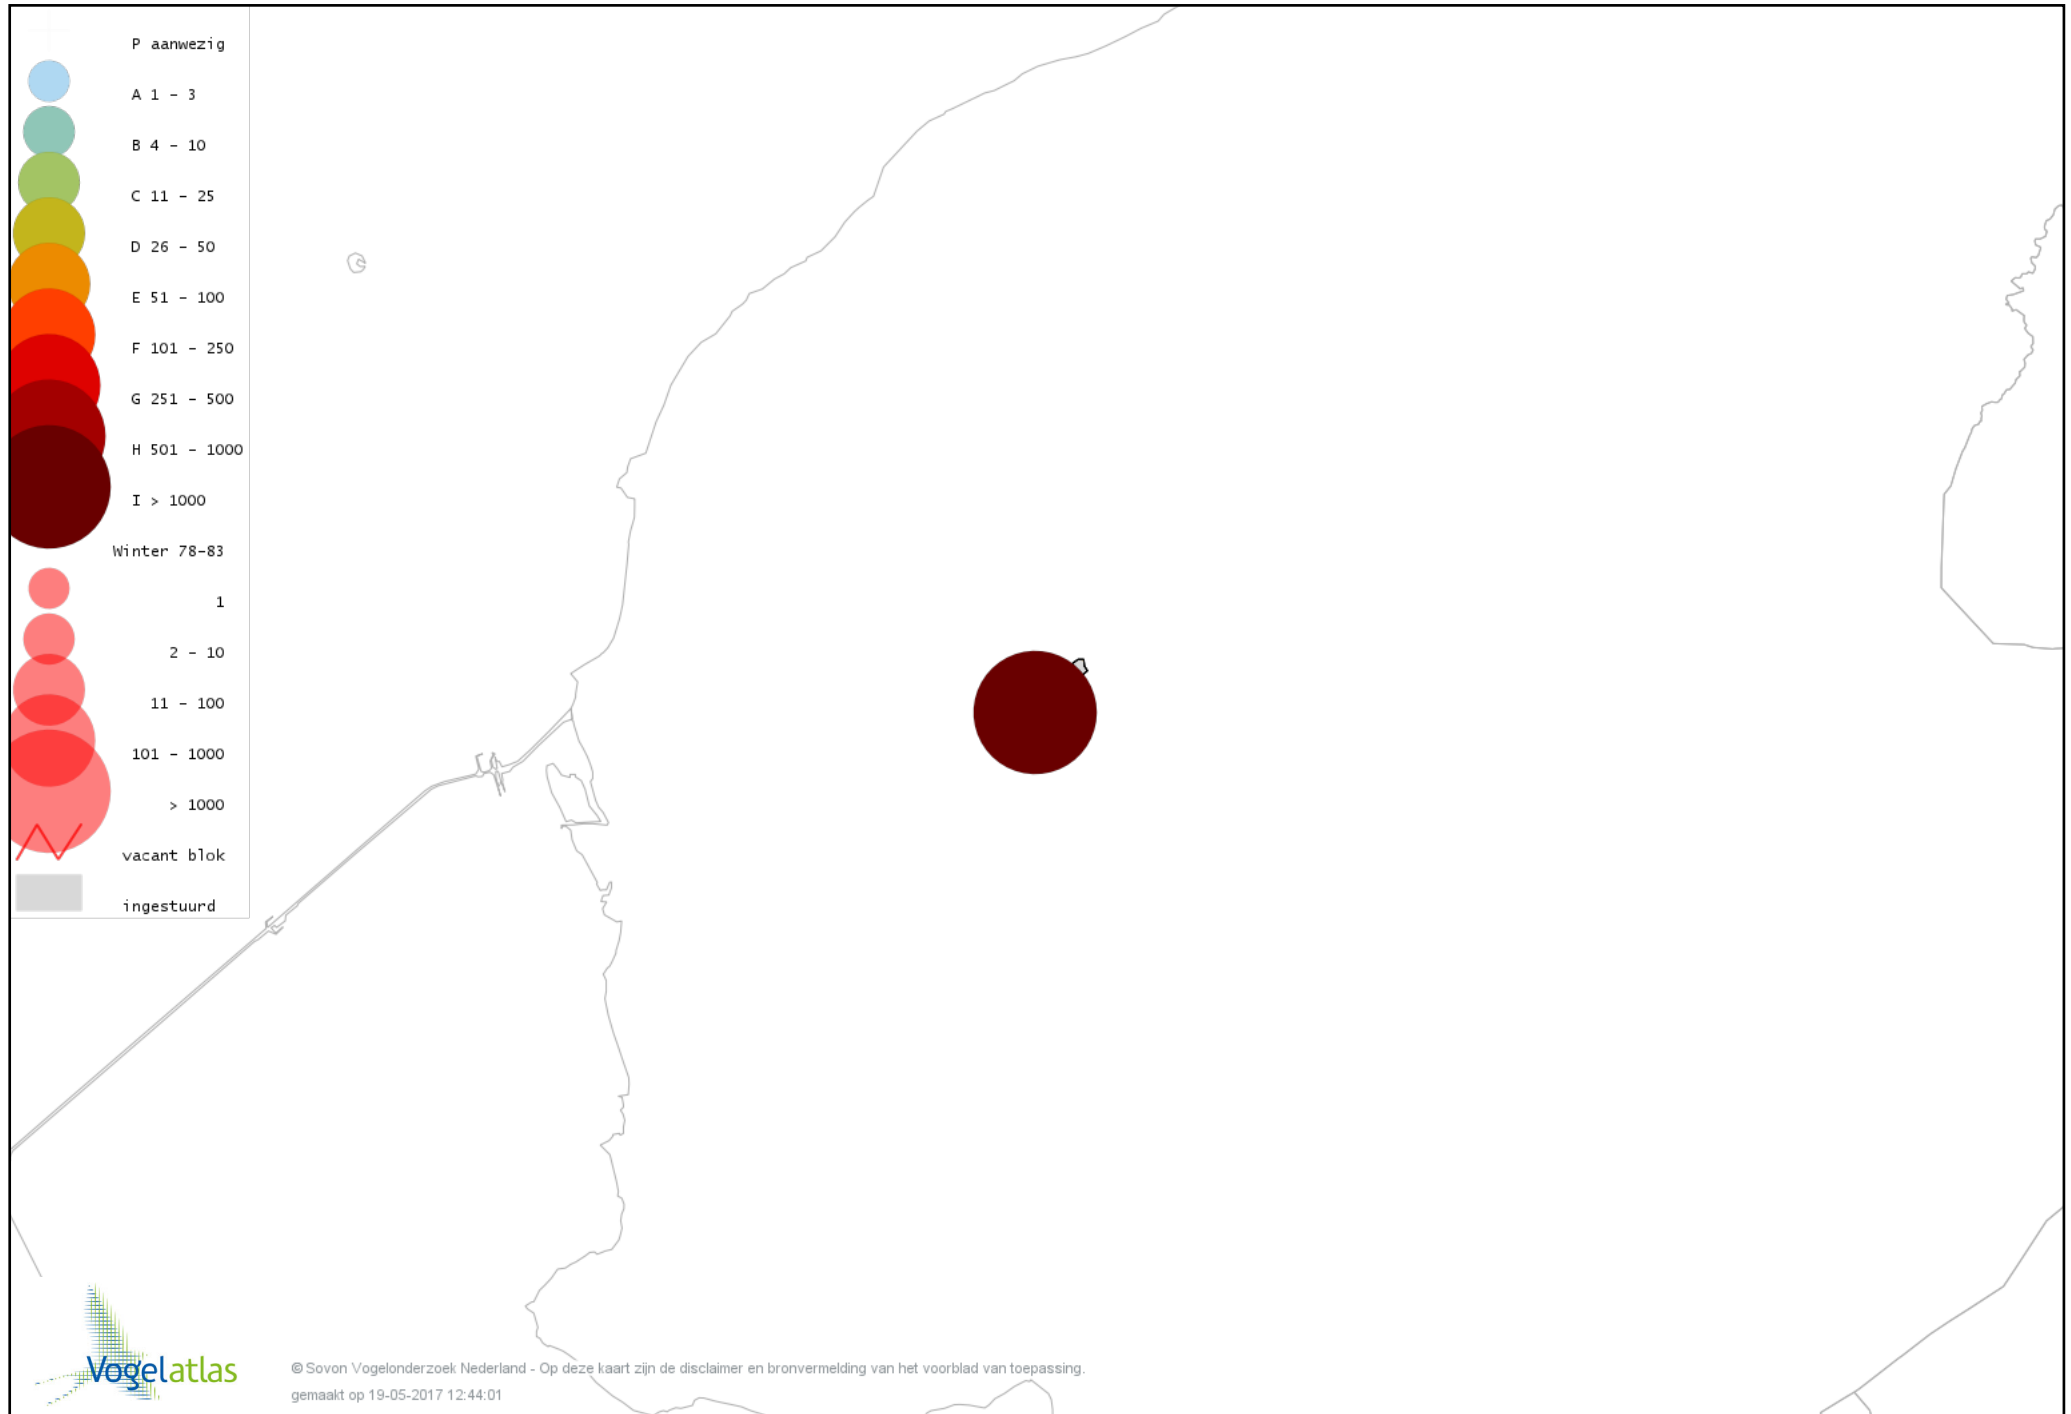 P aanwezig
A 1 – 3
B 4 – 10
C 11 – 25
D 26 – 50
E 51 – 100
F 101 – 250
G 251 – 500
H 501 – 1000
I > 1000
Winter 78–83
1
2 – 10
11 – 100
101 – 1000
> 1000
vacant blok
ingestuurd
Vogelatlas
© Sovon Vogelonderzoek Nederland - Op deze kaart zijn de disclaimer en bronvermelding van het voorblad van toepassing.
gemaakt op 19-05-2017 12:44:01